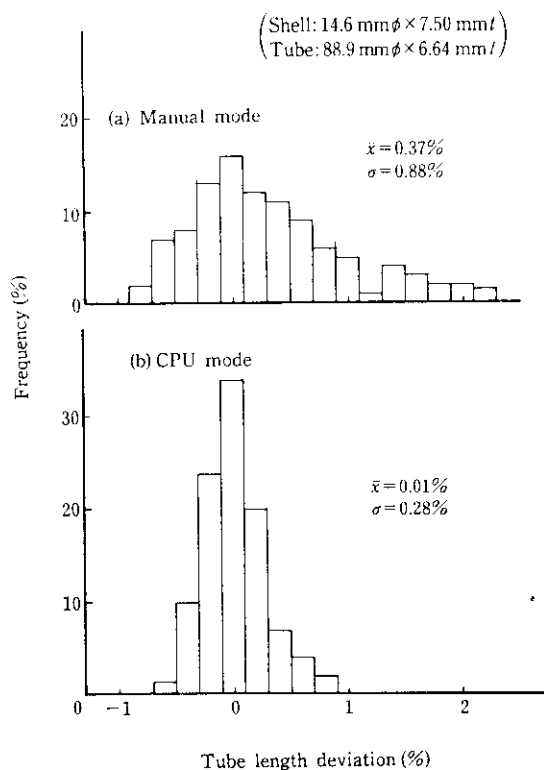 (Shell: 14.6 mmφ × 7.50 mmt
Tube: 88.9 mmφ × 6.64 mm l)
(a) Manual mode
x̄ = 0.37%
σ = 0.88%
20
10
0
Frequency (%)
(b) CPU mode
x̄ = 0.01%
σ = 0.28%
30
20
10
0 −1 0 1 2
Tube length deviation (%)